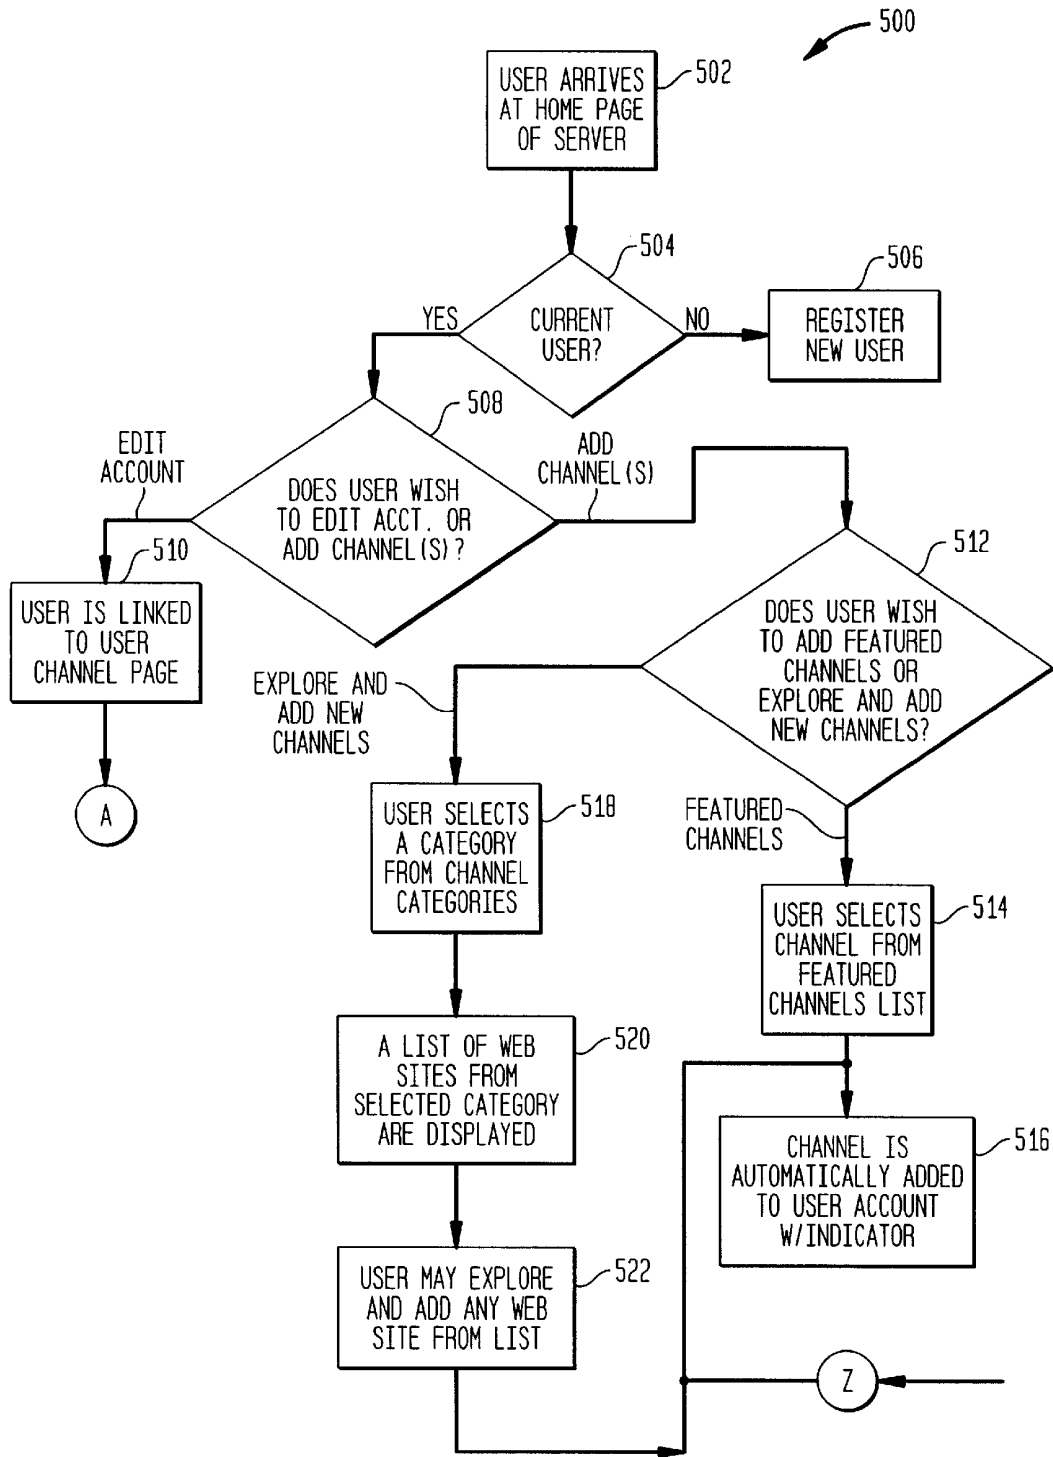 500
USER ARRIVES
AT HOME PAGE
OF SERVER
502
504
CURRENT
USER?
YES
NO
506
REGISTER
NEW USER
508
DOES USER WISH
TO EDIT ACCT. OR
ADD CHANNEL(S)?
EDIT
ACCOUNT
ADD
CHANNEL(S)
510
USER IS LINKED
TO USER
CHANNEL PAGE
A
512
DOES USER WISH
TO ADD FEATURED
CHANNELS OR
EXPLORE AND ADD
NEW CHANNELS?
EXPLORE AND
ADD NEW
CHANNELS
FEATURED
CHANNELS
518
USER SELECTS
A CATEGORY
FROM CHANNEL
CATEGORIES
514
USER SELECTS
CHANNEL FROM
FEATURED
CHANNELS LIST
520
A LIST OF WEB
SITES FROM
SELECTED CATEGORY
ARE DISPLAYED
516
CHANNEL IS
AUTOMATICALLY ADDED
TO USER ACCOUNT
W/INDICATOR
522
USER MAY EXPLORE
AND ADD ANY WEB
SITE FROM LIST
Z